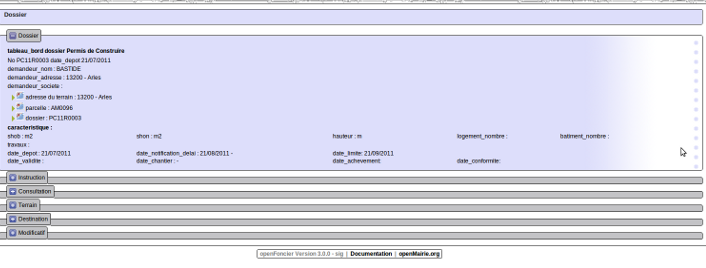 Dossier
Dossier
tableau_bord dossier Permis de Construire
No PC11R0003 date_depot 21/07/2011
demandeur_nom : BASTIDE
demandeur_adresse : 13200 - Arles
demandeur_societe :
adresse du terrain : 13200 - Arles
parcelle : AM0096
dossier : PC11R0003
caracteristique :
shob : m2 shon : m2 hauteur : m logement_nombre : batiment_nombre :
travaux :
date_depot : 21/07/2011 date_notification_delai : 21/08/2011 - date_limite: 21/09/2011
date_validite : date_chantier : - date_achevement: date_conformite:
Instruction
Consultation
Terrain
Destination
Modificatif
openFoncier Version 3.0.0 - sig | Documentation | openMairie.org